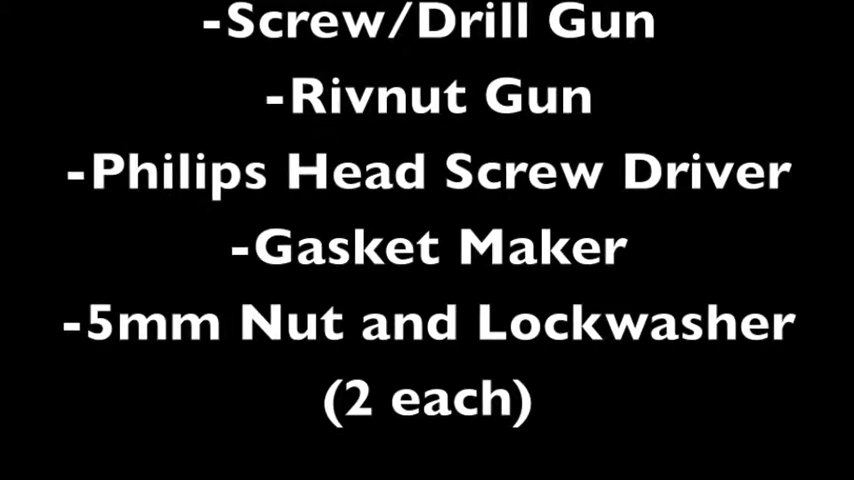 -Screw/Drill Gun
-Rivnut Gun
-Philips Head Screw Driver
-Gasket Maker
-5mm Nut and Lockwasher
(2 each)